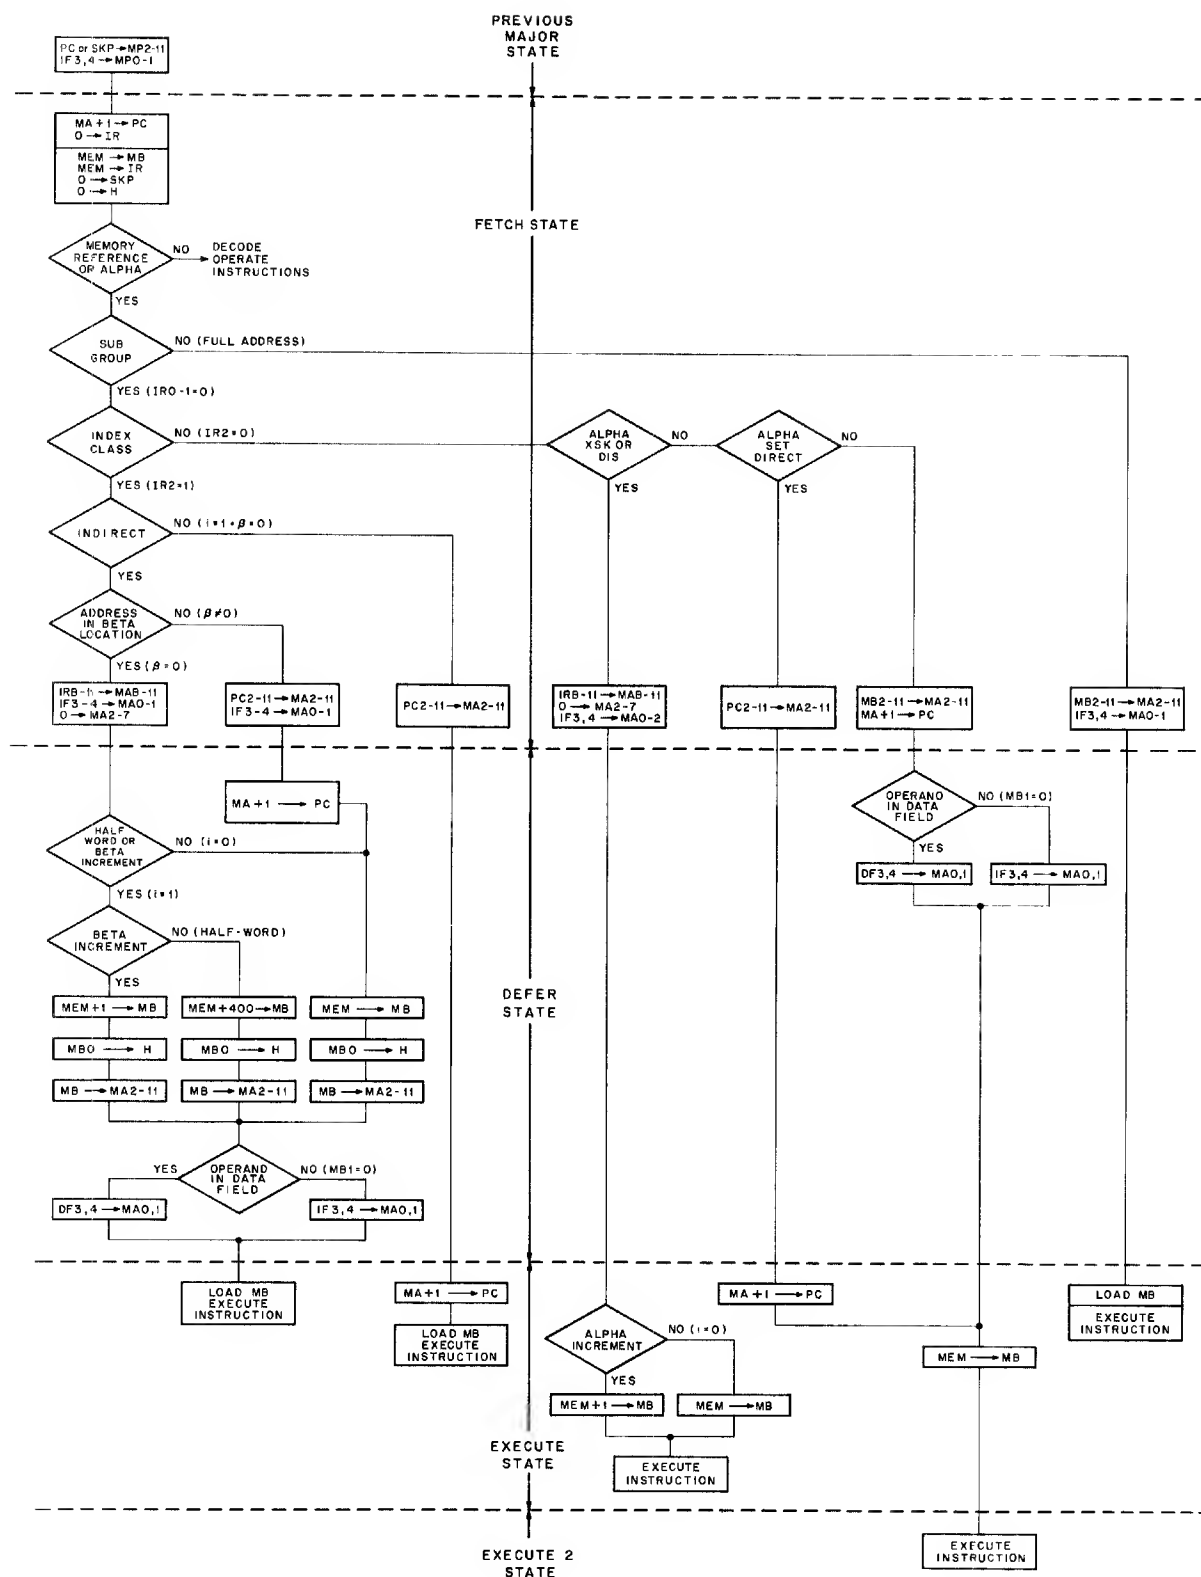 PREVIOUS
MAJOR
STATE
PC or SKP→MP2-11
IF3,4→MP0-1
MA+1→PC
0→IR
MEM→MB
MEM→IR
0→SKP
0→H
FETCH STATE
MEMORY
REFERENCE
OR ALPHA
NO
DECODE
OPERATE
INSTRUCTIONS
YES
SUB
GROUP
NO (FULL ADDRESS)
YES (IR0-1=0)
INDEX
CLASS
NO (IR2=0)
ALPHA
XSK OR
DIS
NO
ALPHA
SET
DIRECT
NO
YES (IR2=1)
YES
YES
INDIRECT
NO (i=1=β=0)
YES
ADDRESS
IN BETA
LOCATION
NO (β≠0)
YES (β=0)
IRB-11→MAB-11
IF3-4→MA0-1
0→MA2-7
PC2-11→MA2-11
IF3-4→MA0-1
PC2-11→MA2-11
IRB-11→MAB-11
0→MA2-7
IF3,4→MA0-2
PC2-11→MA2-11
MB2-11→MA2-11
MA+1→PC
MB2-11→MA2-11
IF3,4→MA0-1
MA+1→PC
OPERAND
IN DATA
FIELD
NO (MB1=0)
YES
DF3,4→MA0,1
IF3,4→MA0,1
HALF
WORD OR
BETA
INCREMENT
NO (i=0)
YES (i=1)
BETA
INCREMENT
NO (HALF-WORD)
YES
DEFER
STATE
MEM+1→MB
MEM+400→MB
MEM→MB
MB0→H
MB0→H
MB0→H
MB→MA2-11
MB→MA2-11
MB→MA2-11
YES
OPERAND
IN DATA
FIELD
NO (MB1=0)
DF3,4→MA0,1
IF3,4→MA0,1
LOAD MB
EXECUTE
INSTRUCTION
MA+1→PC
LOAD MB
EXECUTE
INSTRUCTION
MA+1→PC
LOAD MB
EXECUTE
INSTRUCTION
ALPHA
INCREMENT
NO (i=0)
YES
MEM→MB
MEM+1→MB
MEM→MB
EXECUTE
STATE
EXECUTE
INSTRUCTION
EXECUTE 2
STATE
EXECUTE
INSTRUCTION